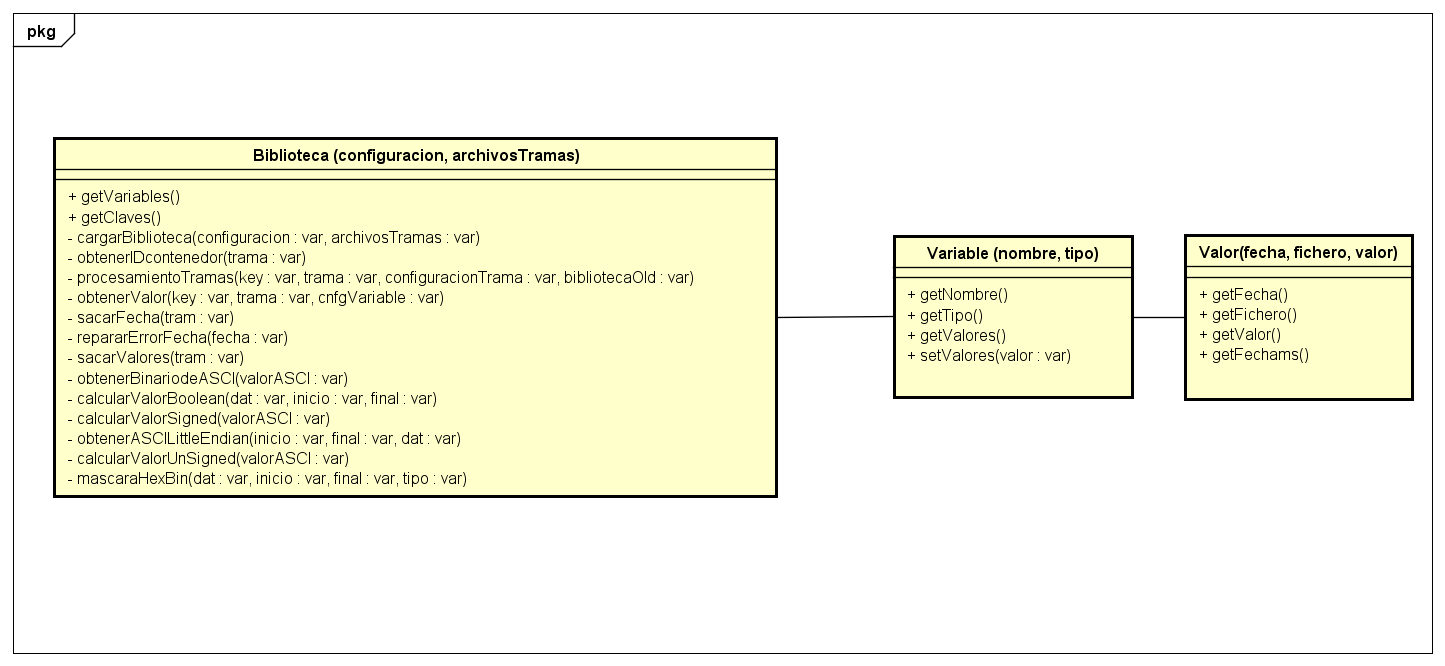 pkg
Biblioteca (configuracion, archivosTramas)
+ getVariables()
+ getClaves()
- cargarBiblioteca(configuracion : var, archivosTramas : var)
- obtenerIDcontenedor(trama : var)
- procesamientoTramas(key : var, trama : var, configuracionTrama : var, bibliotecaOld : var)
- obtenerValor(key : var, trama : var, cnfgVariable : var)
- sacarFecha(tram : var)
- repararErrorFecha(fecha : var)
- sacarValores(tram : var)
- obtenerBinariodeASCI(valorASCI : var)
- calcularValorBoolean(dat : var, inicio : var, final : var)
- calcularValorSigned(valorASCI : var)
- obtenerASCILittleEndian(inicio : var, final : var, dat : var)
- calcularValorUnSigned(valorASCI : var)
- mascaraHexBin(dat : var, inicio : var, final : var, tipo : var)
Variable (nombre, tipo)
+ getNombre()
+ getTipo()
+ getValores()
+ setValores(valor : var)
Valor(fecha, fichero, valor)
+ getFecha()
+ getFichero()
+ getValor()
+ getFechams()